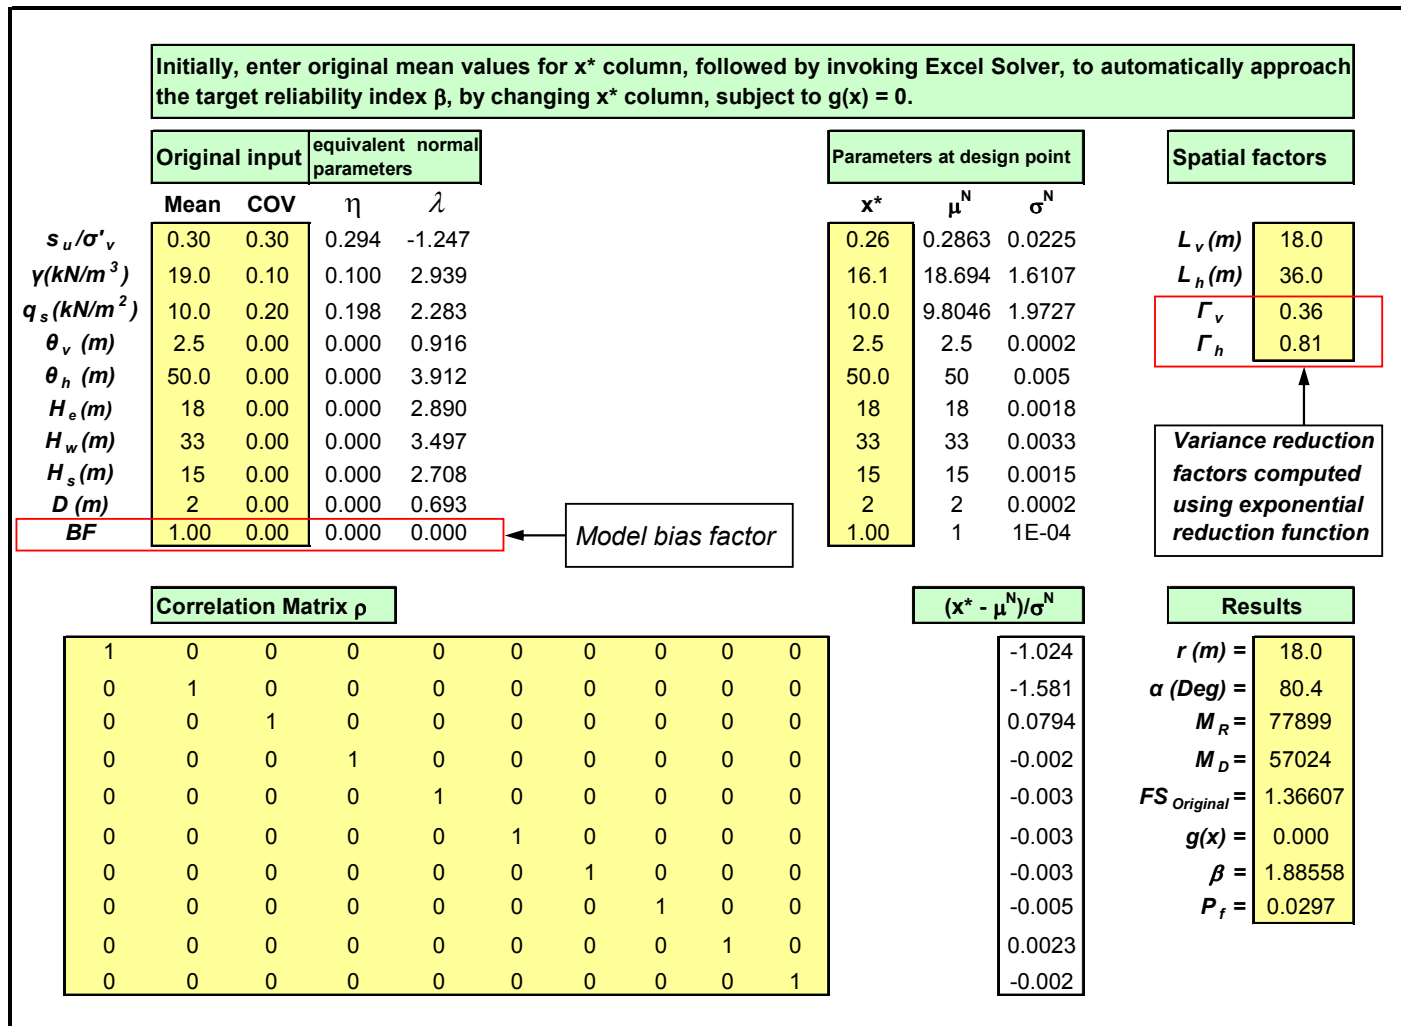 Initially, enter original mean values for x* column, followed by invoking Excel Solver, to automatically approach
the target reliability index β, by changing x* column, subject to g(x) = 0.
Original input equivalent normal parameters Parameters at design point Spatial factors
Mean COV η λ x* μᴺ σᴺ
s_u/σ'_v 0.30 0.30 0.294 -1.247 0.26 0.2863 0.0225 L_v (m) 18.0
γ(kN/m³) 19.0 0.10 0.100 2.939 16.1 18.694 1.6107 L_h (m) 36.0
q_s (kN/m²) 10.0 0.20 0.198 2.283 10.0 9.8046 1.9727 Γ_v 0.36
θ_v (m) 2.5 0.00 0.000 0.916 2.5 2.5 0.0002 Γ_h 0.81
θ_h (m) 50.0 0.00 0.000 3.912 50.0 50 0.005
H_e (m) 18 0.00 0.000 2.890 18 18 0.0018
H_w (m) 33 0.00 0.000 3.497 33 33 0.0033 Variance reduction
H_s (m) 15 0.00 0.000 2.708 15 15 0.0015 factors computed
D (m) 2 0.00 0.000 0.693 2 2 0.0002 using exponential
BF 1.00 0.00 0.000 0.000 Model bias factor 1.00 1 1E-04 reduction function
Correlation Matrix ρ (x* - μᴺ)/σᴺ Results
1 0 0 0 0 0 0 0 0 0 -1.024 r (m) = 18.0
0 1 0 0 0 0 0 0 0 0 -1.581 α (Deg) = 80.4
0 0 1 0 0 0 0 0 0 0 0.0794 M_R = 77899
0 0 0 1 0 0 0 0 0 0 -0.002 M_D = 57024
0 0 0 0 1 0 0 0 0 0 -0.003 FS_Original = 1.36607
0 0 0 0 0 1 0 0 0 0 -0.003 g(x) = 0.000
0 0 0 0 0 0 1 0 0 0 -0.003 β = 1.88558
0 0 0 0 0 0 0 1 0 0 -0.005 P_f = 0.0297
0 0 0 0 0 0 0 0 1 0 0.0023
0 0 0 0 0 0 0 0 0 1 -0.002